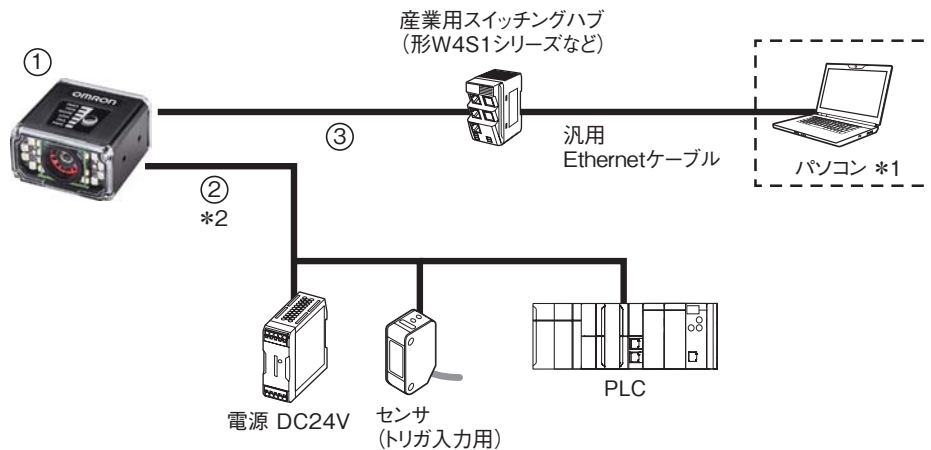 産業用スイッチングハブ
（形W4S1シリーズなど）
①
OMRON
③
汎用
Ethernetケーブル
パソコン *1
②
*2
電源 DC24V
センサ
（トリガ入力用）
PLC